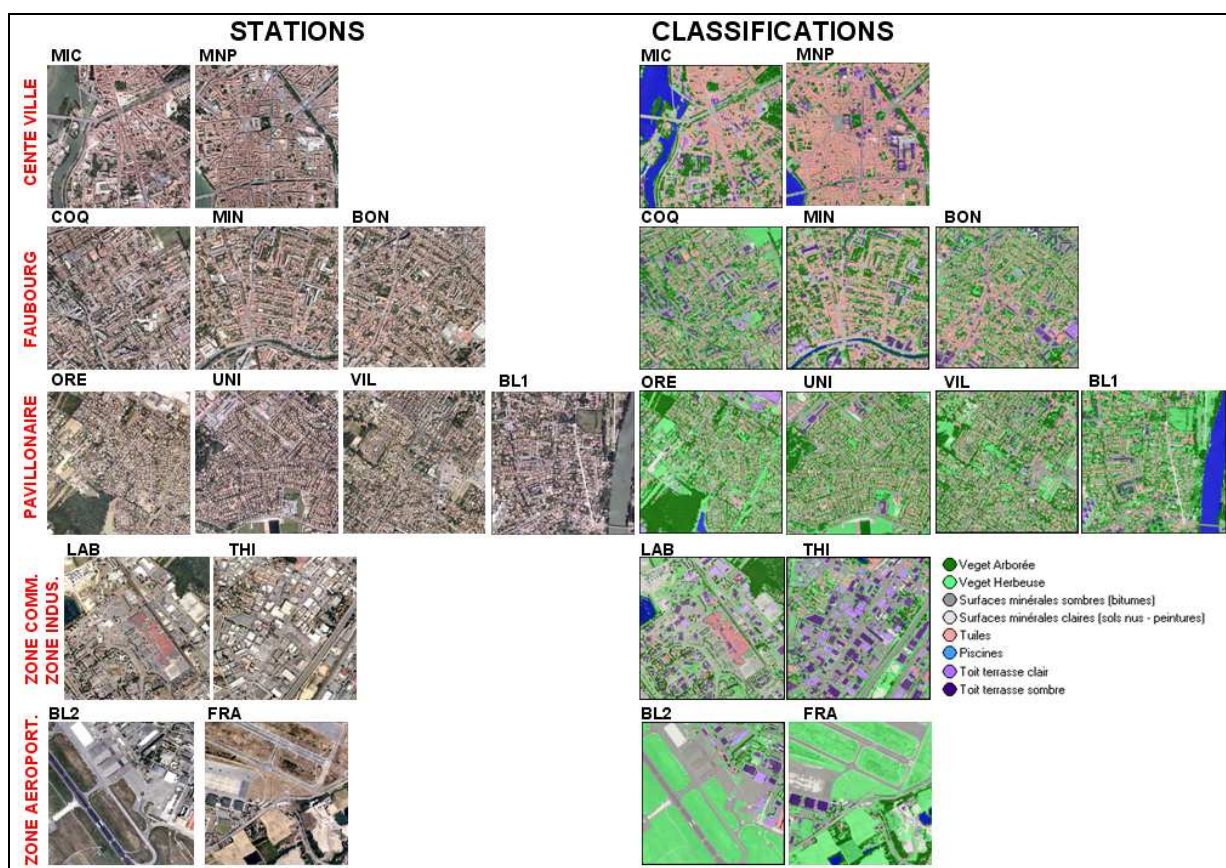 STATIONS
CLASSIFICATIONS
CENTE VILLE
MIC MNP
MIC MNP
FAUBOURG
COQ MIN BON
COQ MIN BON
PAVILLONAIRE
ORE UNI VIL BL1
ORE UNI VIL BL1
ZONE COMM.
ZONE INDUS.
LAB THI
LAB THI
Veget Arborée
Veget Herbeuse
Surfaces minérales sombres (bitumes)
Surfaces minérales claires (sols nus - peintures)
Tuiles
Piscines
Toit terrasse clair
Toit terrasse sombre
ZONE AEROPORT.
BL2 FRA
BL2 FRA